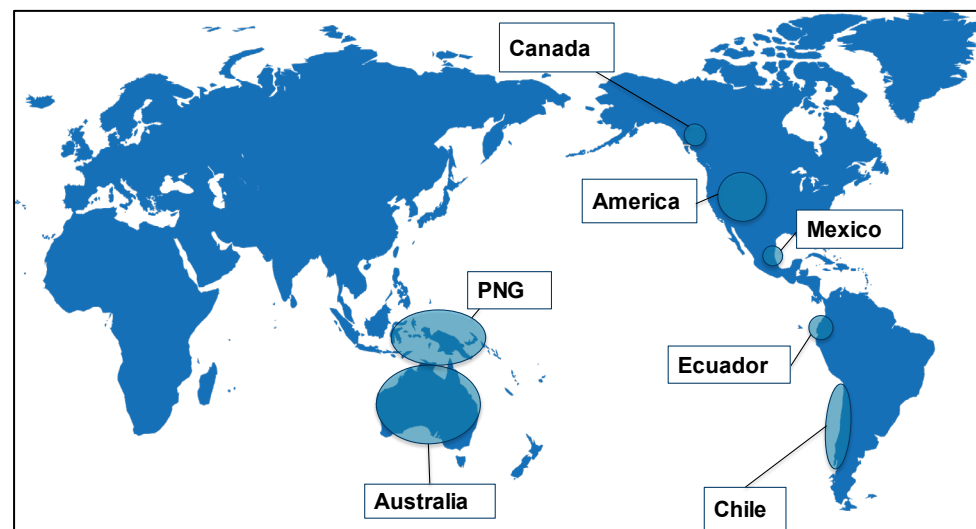 Canada
America
Mexico
PNG
Ecuador
Australia
Chile